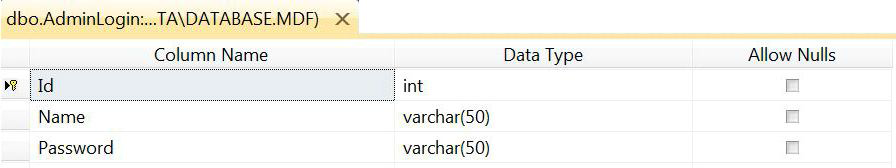 dbo.AdminLogin:...TA\DATABASE.MDF) ×
Column Name Data Type Allow Nulls
Id int
Name varchar(50)
Password varchar(50)